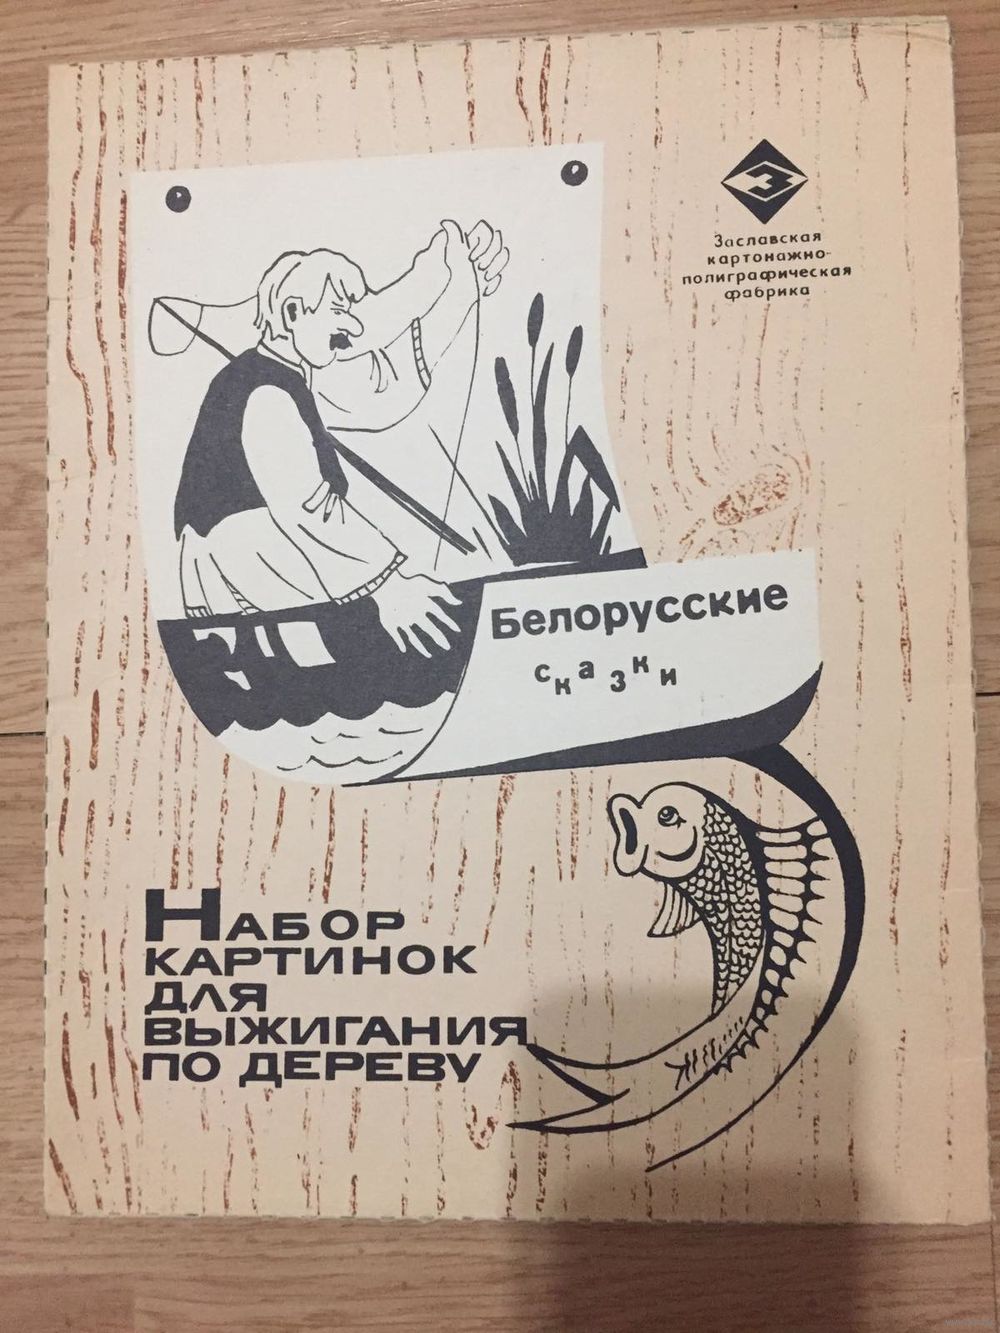 З
Заславская
картонажно-
полиграфическая
фабрика
Белорусские
сказки
Набор
картинок
для
выжигания
по дереву